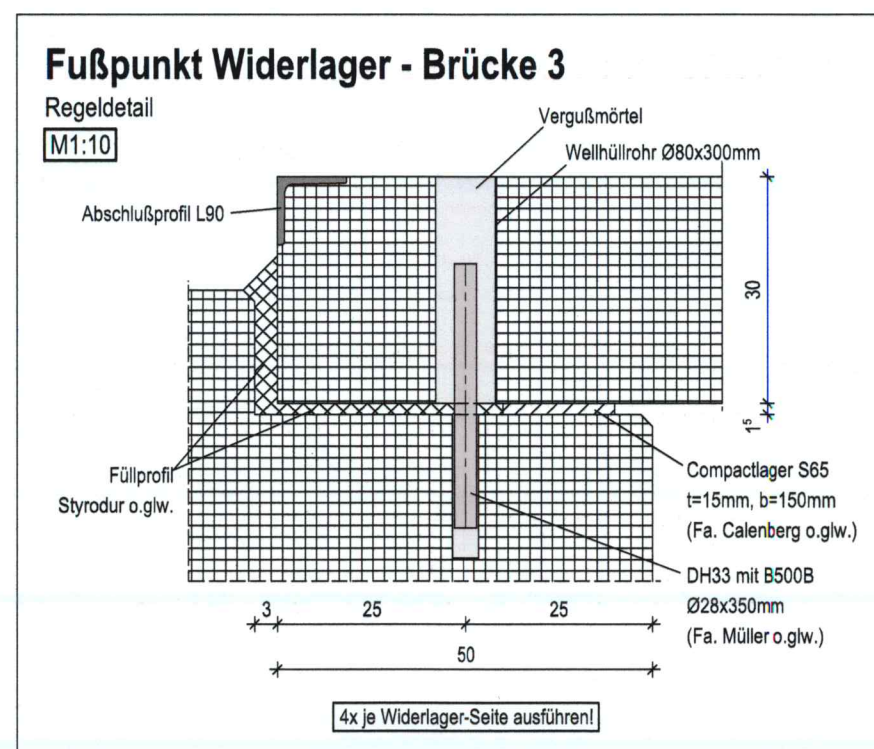 Fußpunkt Widerlager - Brücke 3
Regeldetail
M1:10
Vergußmörtel
Wellhüllrohr Ø80x300mm
Abschlußprofil L90
30
1⁵
Füllprofil
Styrodur o.glw.
Compactlager S65
t=15mm, b=150mm
(Fa. Calenberg o.glw.)
DH33 mit B500B
Ø28x350mm
(Fa. Müller o.glw.)
3
25
25
50
4x je Widerlager-Seite ausführen!